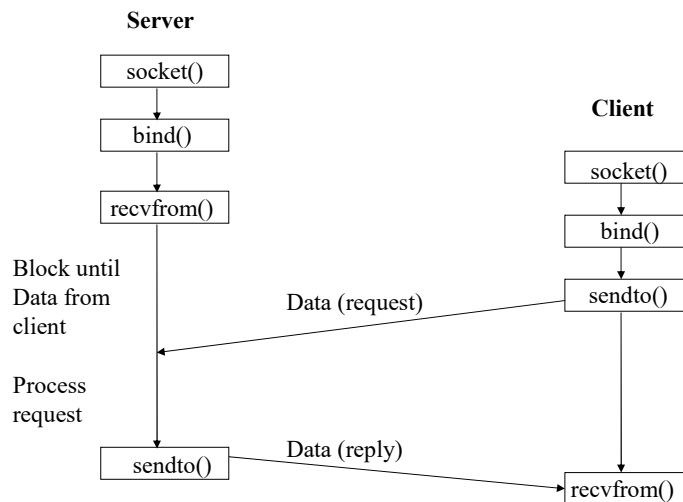 Server
socket()
bind()
recvfrom()
Block until
Data from
client
Process
request
sendto()
Client
socket()
bind()
sendto()
Data (request)
Data (reply)
recvfrom()